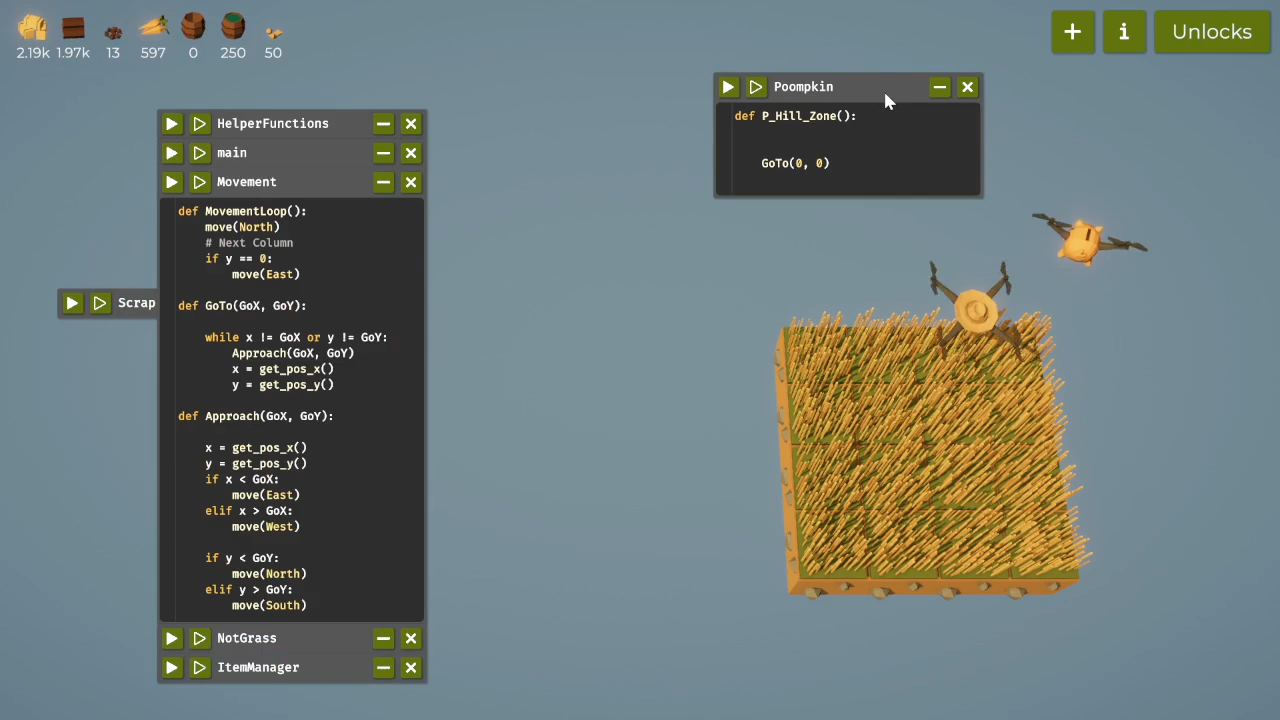 2.19k 1.97k 13 597 0 250 50
+ i Unlocks
HelperFunctions
main
Movement
def MovementLoop():
move(North)
# Next Column
if y == 0:
move(East)
def GoTo(GoX, GoY):
while x != GoX or y != GoY:
Approach(GoX, GoY)
x = get_pos_x()
y = get_pos_y()
def Approach(GoX, GoY):
x = get_pos_x()
y = get_pos_y()
if x < GoX:
move(East)
elif x > GoX:
move(West)
if y < GoY:
move(North)
elif y > GoY:
move(South)
NotGrass
ItemManager
Scrap
Poompkin
def P_Hill_Zone():
GoTo(0, 0)